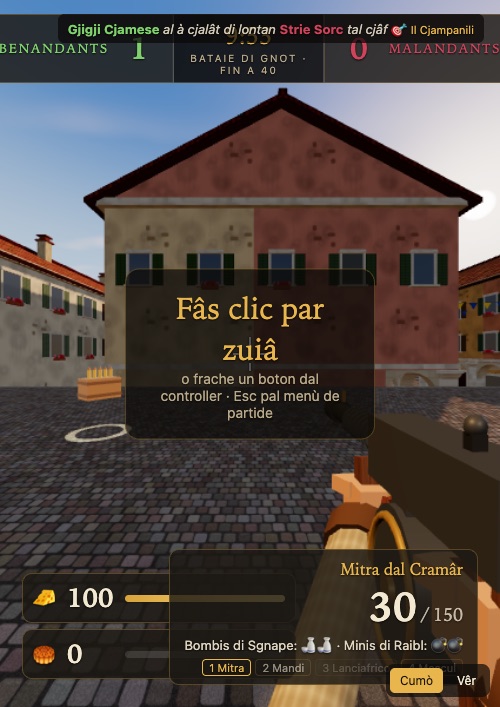 Gjigji Cjamese al à cjalât di lontan Strie Sorc tal cjâf 🎯 Il Cjampanili
BENANDANTS 1
9:55
BATAIE DI GNOT ·
FIN A 40
0 MALANDANTS
Fâs clic par
zuiâ
o frache un boton dal
controller · Esc pal menù de
partide
100
0
Mitra dal Cramâr
30 / 150
Bombis di Sgnape: · Minis di Raibl:
1 Mitra 2 Mandi 3 Lanciafric
Cumò Vêr